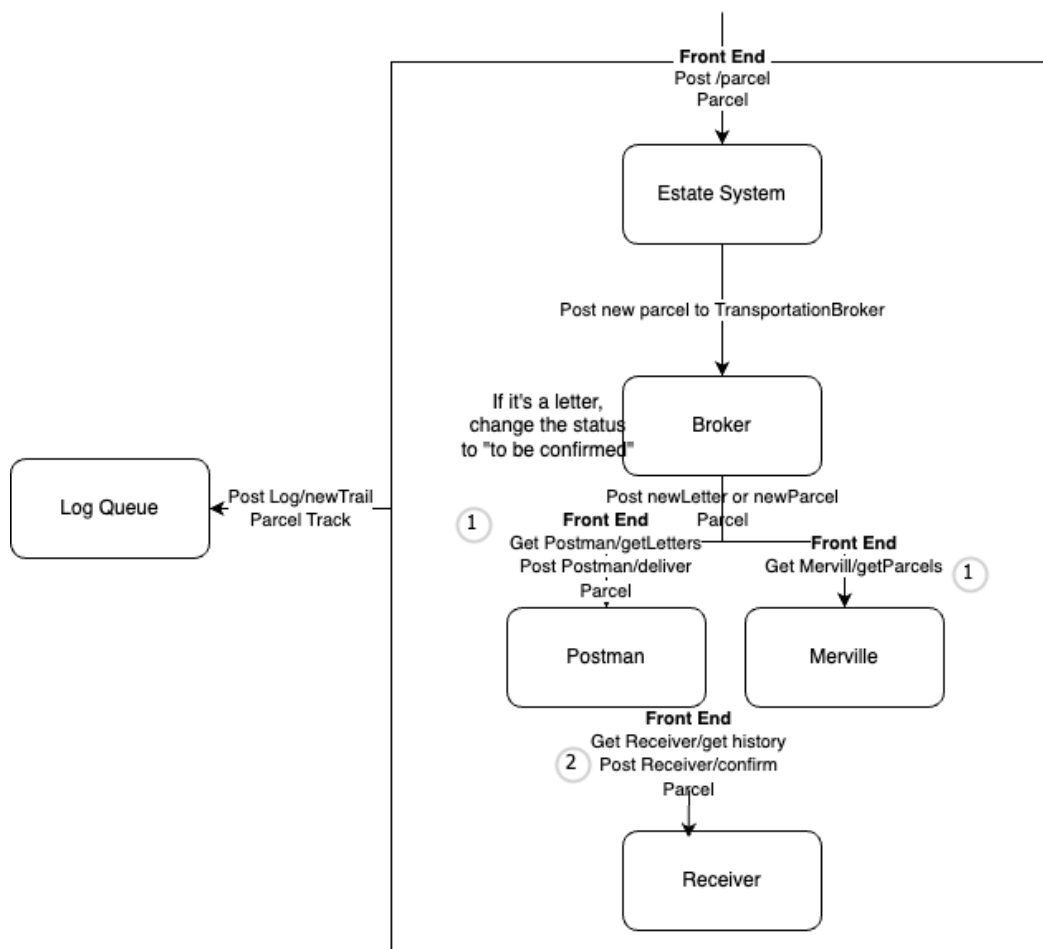 Front End
Post /parcel
Parcel
Estate System
Post new parcel to TransportationBroker
If it's a letter,
change the status
to "to be confirmed"
Broker
Log Queue
Post Log/newTrail
Parcel Track
Post newLetter or newParcel
Parcel
1
Front End
Get Postman/getLetters
Post Postman/deliver
Parcel
Front End
Get Mervill/getParcels
1
Postman
Merville
Front End
Get Receiver/get history
2
Post Receiver/confirm
Parcel
Receiver